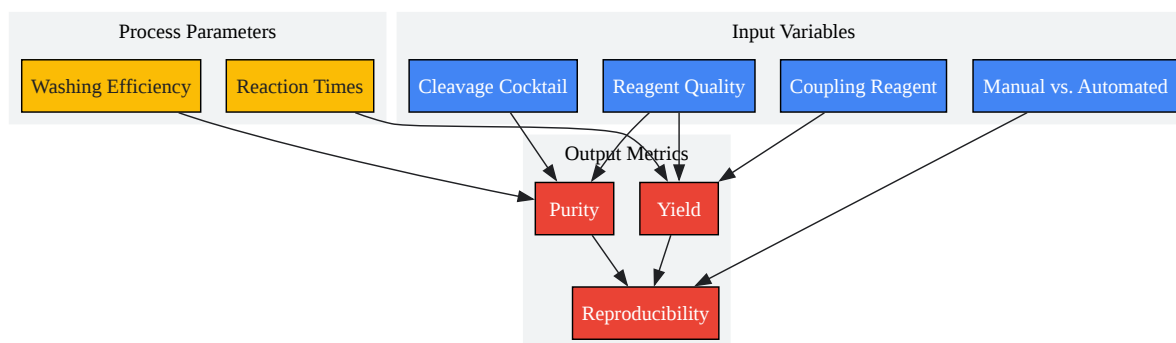 Process Parameters
Input Variables
Washing Efficiency
Reaction Times
Cleavage Cocktail
Reagent Quality
Coupling Reagent
Manual vs. Automated
Output Metrics
Purity
Yield
Reproducibility